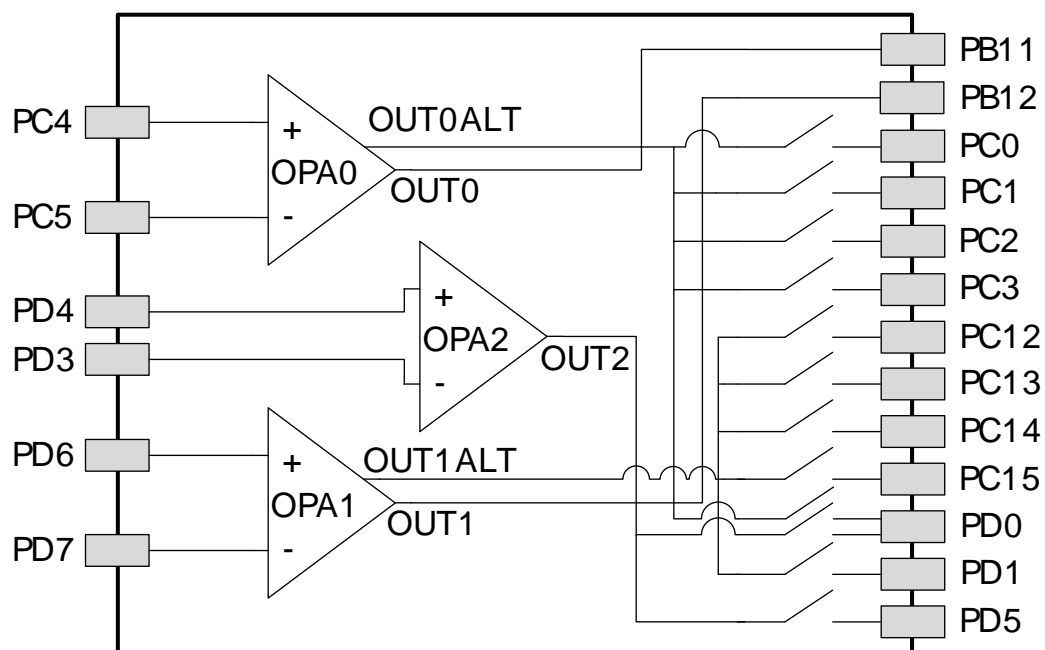 PC4
PC5
PD4
PD3
PD6
PD7
+
OPA0
-
OUT0ALT
OUT0
+
OPA2
-
OUT2
+
OPA1
-
OUT1ALT
OUT1
PB11
PB12
PC0
PC1
PC2
PC3
PC12
PC13
PC14
PC15
PD0
PD1
PD5